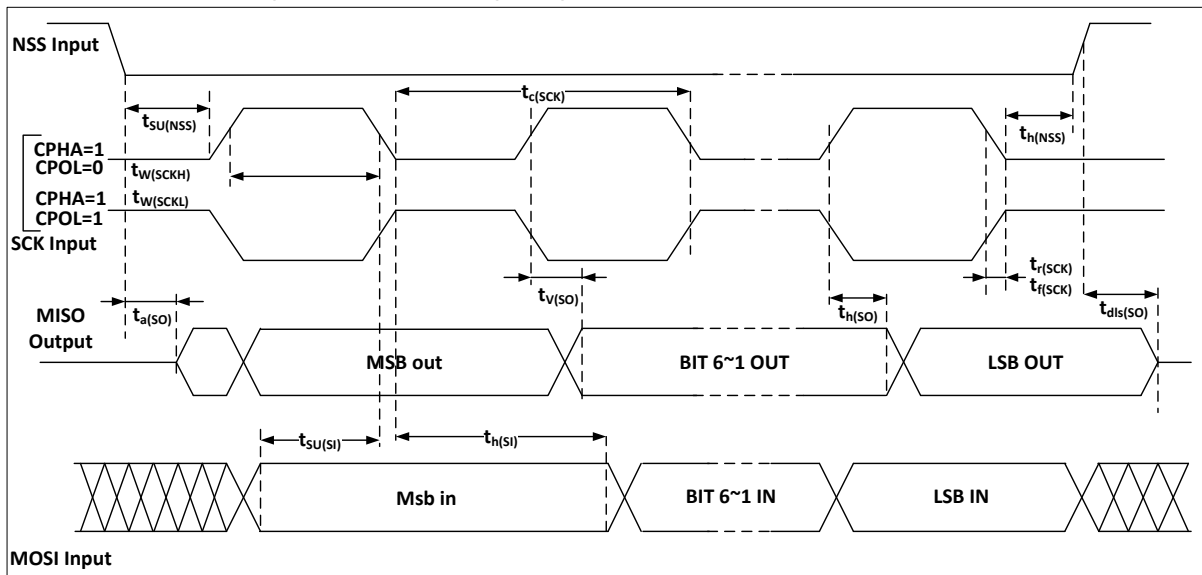 NSS Input
tc(SCK)
tSU(NSS)
th(NSS)
CPHA=1
CPOL=0
tW(SCKH)
CPHA=1
CPOL=1
tW(SCKL)
SCK Input
tr(SCK)
tf(SCK)
tV(SO)
ta(SO)
th(SO)
tdls(SO)
MISO
Output
MSB out
BIT 6~1 OUT
LSB OUT
tSU(SI)
th(SI)
Msb in
BIT 6~1 IN
LSB IN
MOSI Input